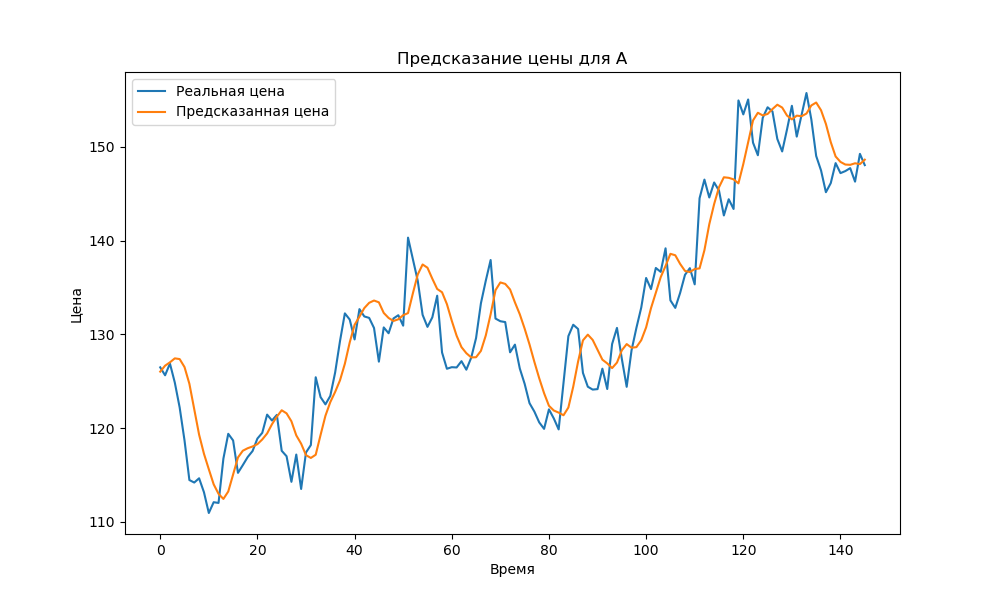 Предсказание цены для A
Реальная цена
Предсказанная цена
Цена
150
140
130
120
110
0 20 40 60 80 100 120 140
Время